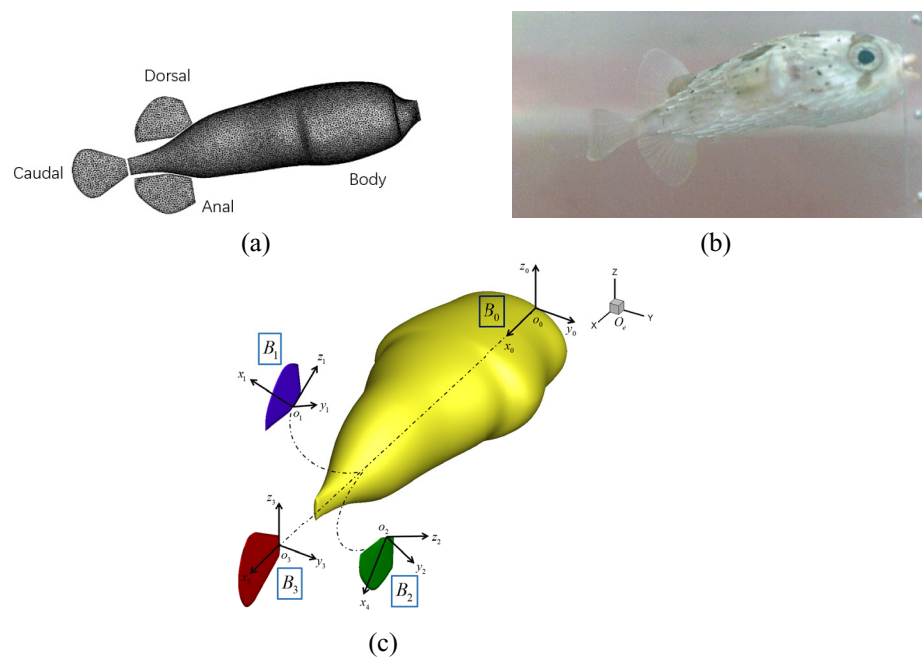 Dorsal
Caudal
Body
Anal
(a)
(b)
z₀
B₀
o₀
y₀
x₀
Z
X
Y
Oₑ
B₁
z₁
x₁
y₁
o₁
z₃
o₃
y₃
B₃
o₂
z₂
y₂
x₄
B₂
(c)